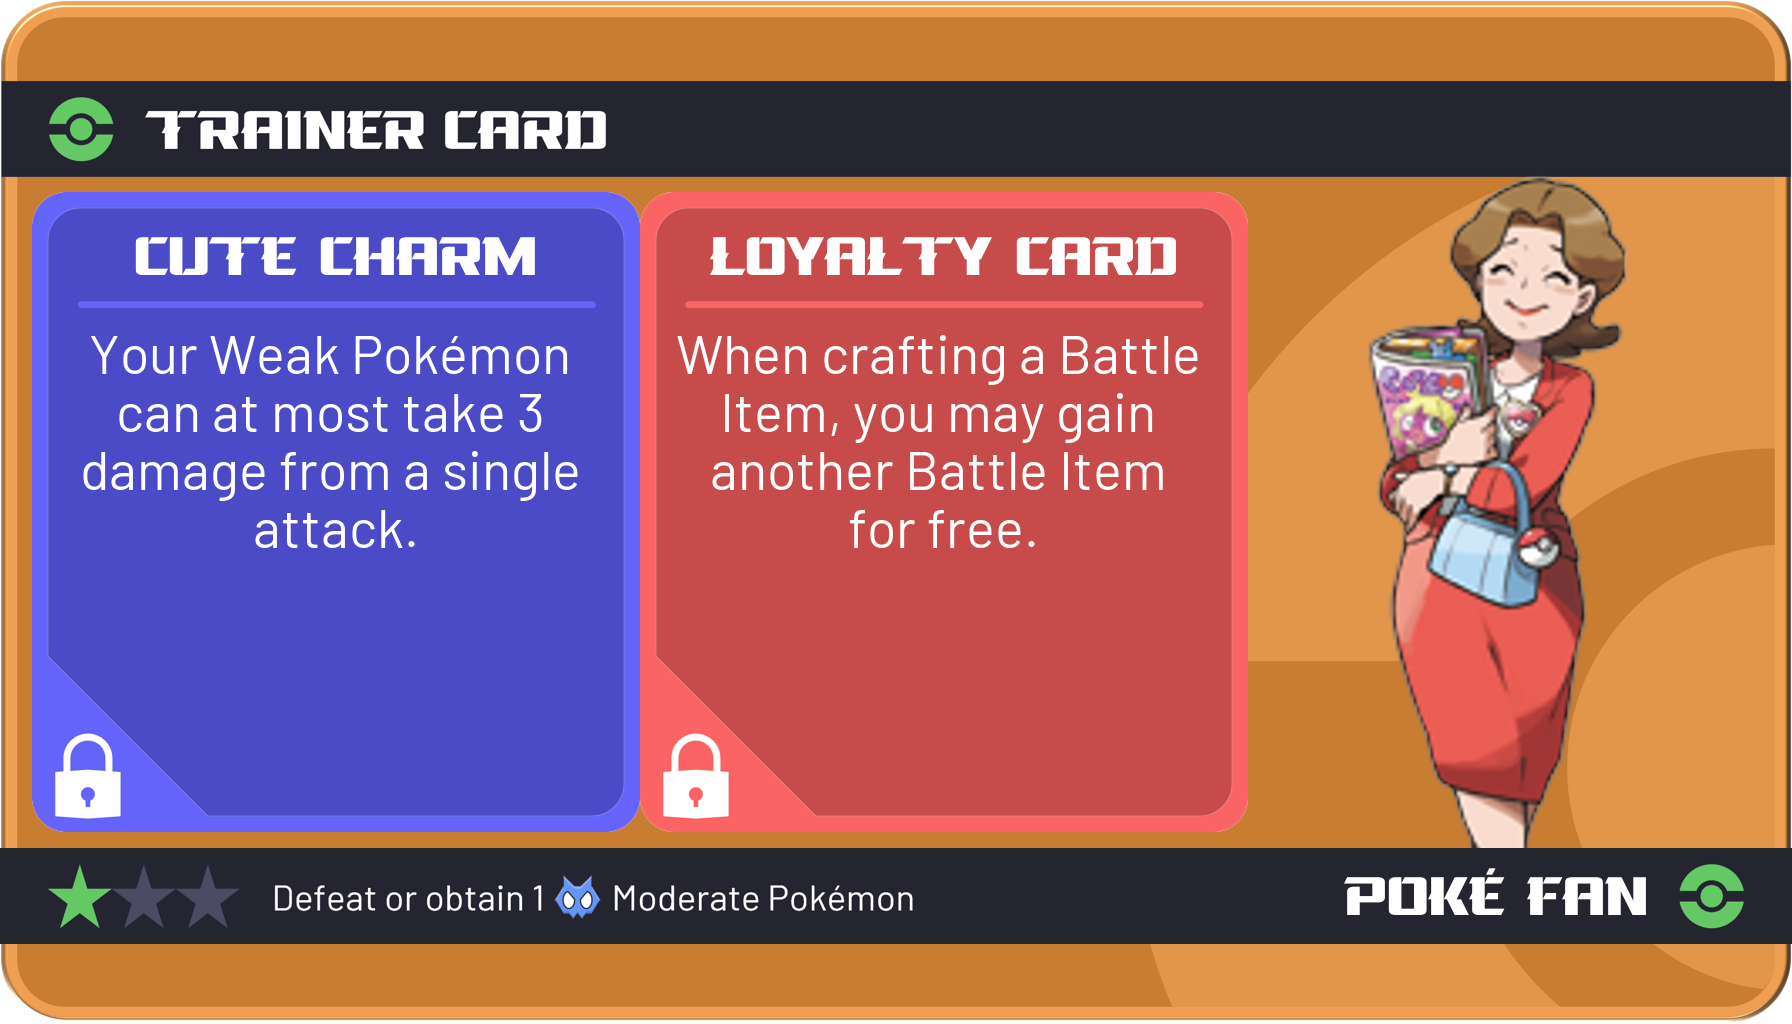 TRAINER CARD
CUTE CHARM
Your Weak Pokémon
can at most take 3
damage from a single
attack.
LOYALTY CARD
When crafting a Battle
Item, you may gain
another Battle Item
for free.
Defeat or obtain 1 Moderate Pokémon
POKÉ FAN